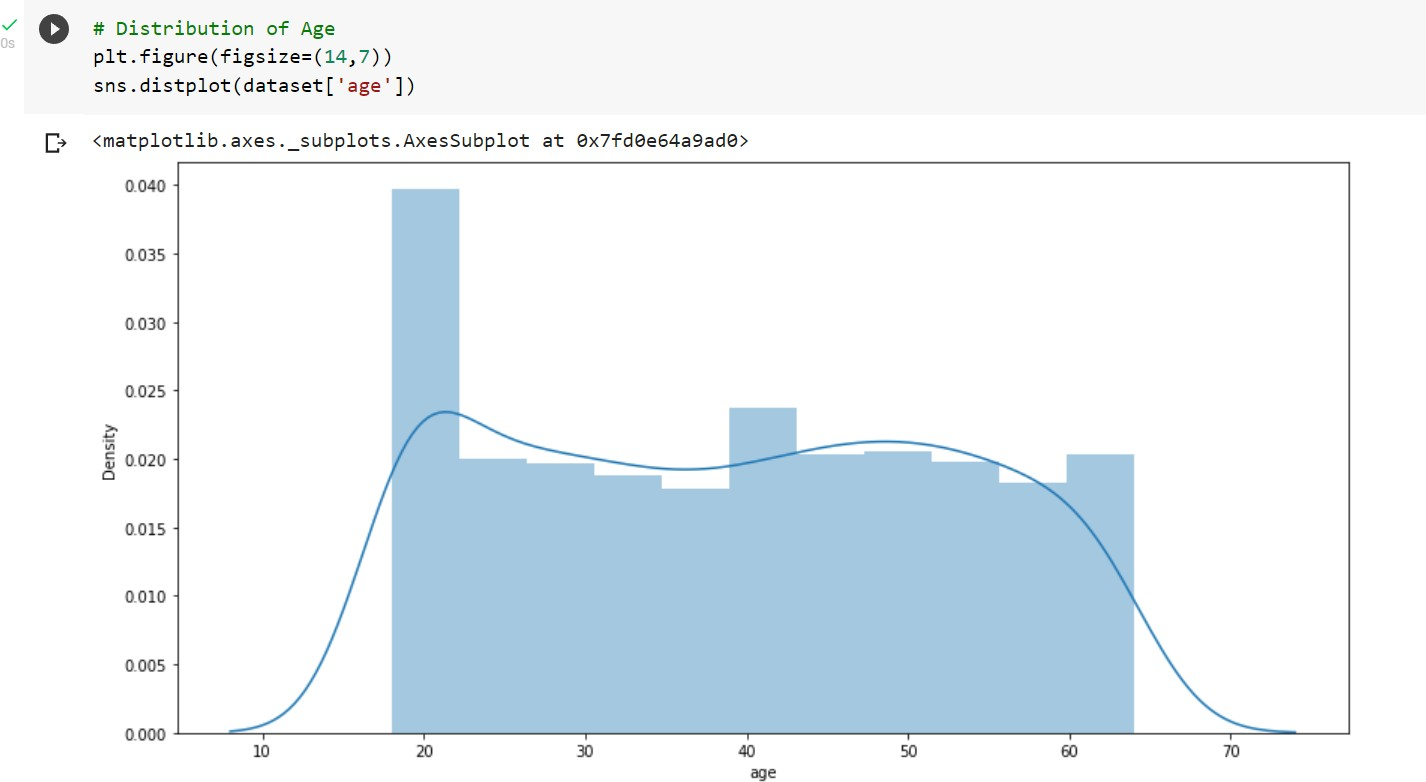 0s
# Distribution of Age
plt.figure(figsize=(14,7))
sns.distplot(dataset['age'])
<matplotlib.axes._subplots.AxesSubplot at 0x7fd0e64a9ad0>
0.040
0.035
0.030
0.025
0.020
0.015
0.010
0.005
0.000
Density
10 20 30 40 50 60 70
age